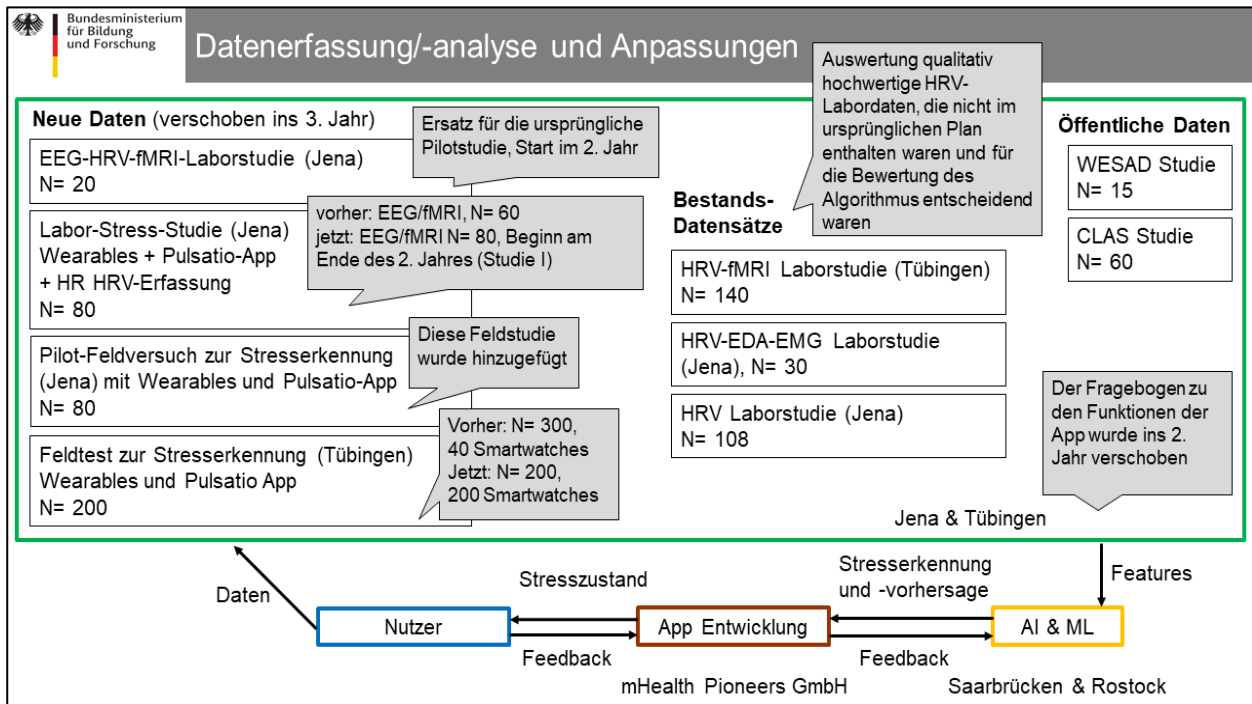 Bundesministerium
für Bildung
und Forschung
Datenerfassung/-analyse und Anpassungen
Neue Daten (verschoben ins 3. Jahr)
EEG-HRV-fMRI-Laborstudie (Jena)
N= 20
Ersatz für die ursprüngliche
Pilotstudie, Start im 2. Jahr
Labor-Stress-Studie (Jena)
Wearables + Pulsatio-App
+ HR HRV-Erfassung
N= 80
vorher: EEG/fMRI, N= 60
jetzt: EEG/fMRI N= 80, Beginn am
Ende des 2. Jahres (Studie I)
Pilot-Feldversuch zur Stresserkennung
(Jena) mit Wearables und Pulsatio-App
N= 80
Diese Feldstudie
wurde hinzugefügt
Feldtest zur Stresserkennung (Tübingen)
Wearables und Pulsatio App
N= 200
Vorher: N= 300,
40 Smartwatches
Jetzt: N= 200,
200 Smartwatches
Auswertung qualitativ
hochwertige HRV-
Labordaten, die nicht im
ursprünglichen Plan
enthalten waren und für
die Bewertung des
Algorithmus entscheidend
waren
Bestands-
Datensätze
HRV-fMRI Laborstudie (Tübingen)
N= 140
HRV-EDA-EMG Laborstudie
(Jena), N= 30
HRV Laborstudie (Jena)
N= 108
Öffentliche Daten
WESAD Studie
N= 15
CLAS Studie
N= 60
Der Fragebogen zu
den Funktionen der
App wurde ins 2.
Jahr verschoben
Jena & Tübingen
Daten
Stresszustand
Stresserkennung
und -vorhersage
Features
Nutzer
App Entwicklung
AI & ML
Feedback
Feedback
mHealth Pioneers GmbH
Saarbrücken & Rostock